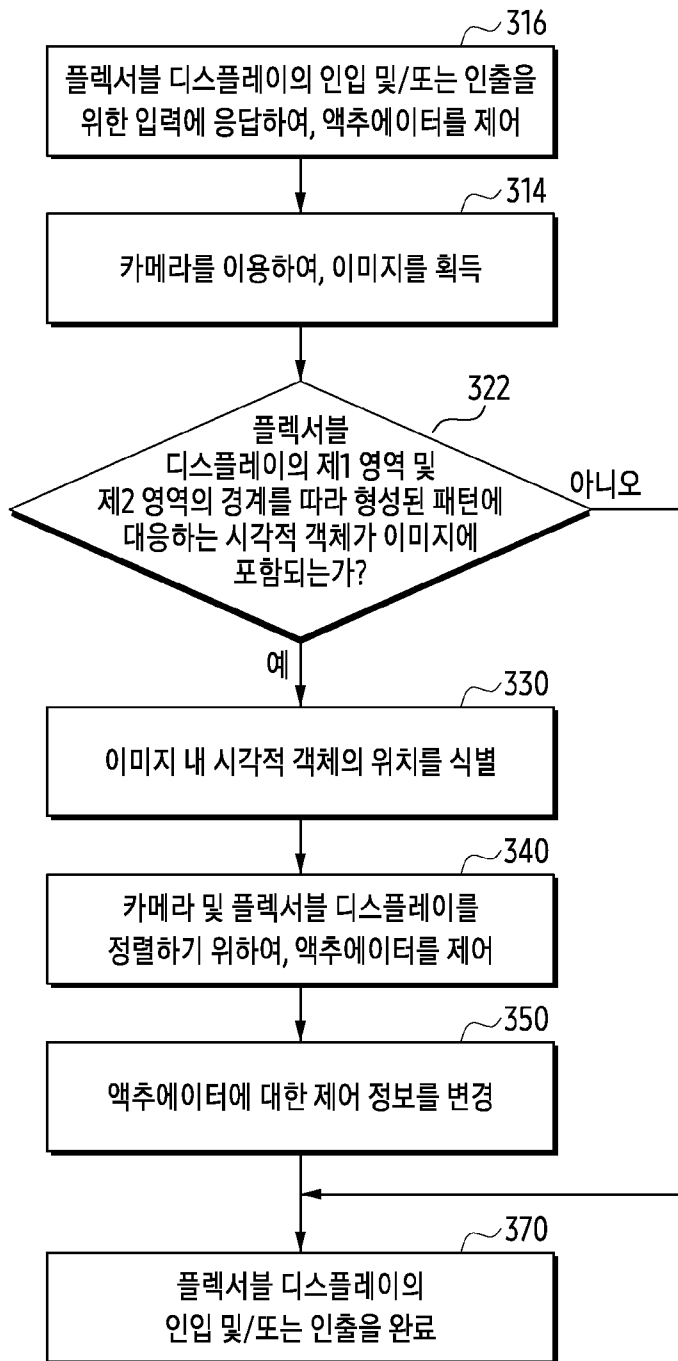 316
플렉서블 디스플레이의 인입 및/또는 인출을
위한 입력에 응답하여, 액추에이터를 제어
314
카메라를 이용하여, 이미지를 획득
322
플렉서블
디스플레이의 제1 영역 및
제2 영역의 경계를 따라 형성된 패턴에
대응하는 시각적 객체가 이미지에
포함되는가?
아니오
예
330
이미지 내 시각적 객체의 위치를 식별
340
카메라 및 플렉서블 디스플레이를
정렬하기 위하여, 액추에이터를 제어
350
액추에이터에 대한 제어 정보를 변경
370
플렉서블 디스플레이의
인입 및/또는 인출을 완료